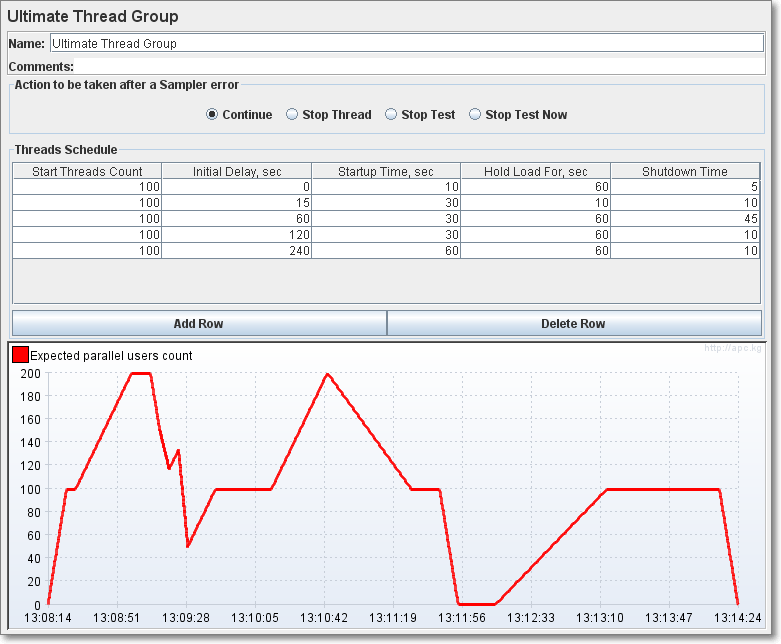 Ultimate Thread Group
Name: Ultimate Thread Group
Comments:
Action to be taken after a Sampler error
Continue Stop Thread Stop Test Stop Test Now
Threads Schedule
Start Threads Count Initial Delay, sec Startup Time, sec Hold Load For, sec Shutdown Time
100 0 10 60 5
100 15 30 10 10
100 60 30 60 45
100 120 30 60 10
100 240 60 60 10
Add Row Delete Row
http://apc.kg
Expected parallel users count
200
180
160
140
120
100
80
60
40
20
0
13:08:14 13:08:51 13:09:28 13:10:05 13:10:42 13:11:19 13:11:56 13:12:33 13:13:10 13:13:47 13:14:24